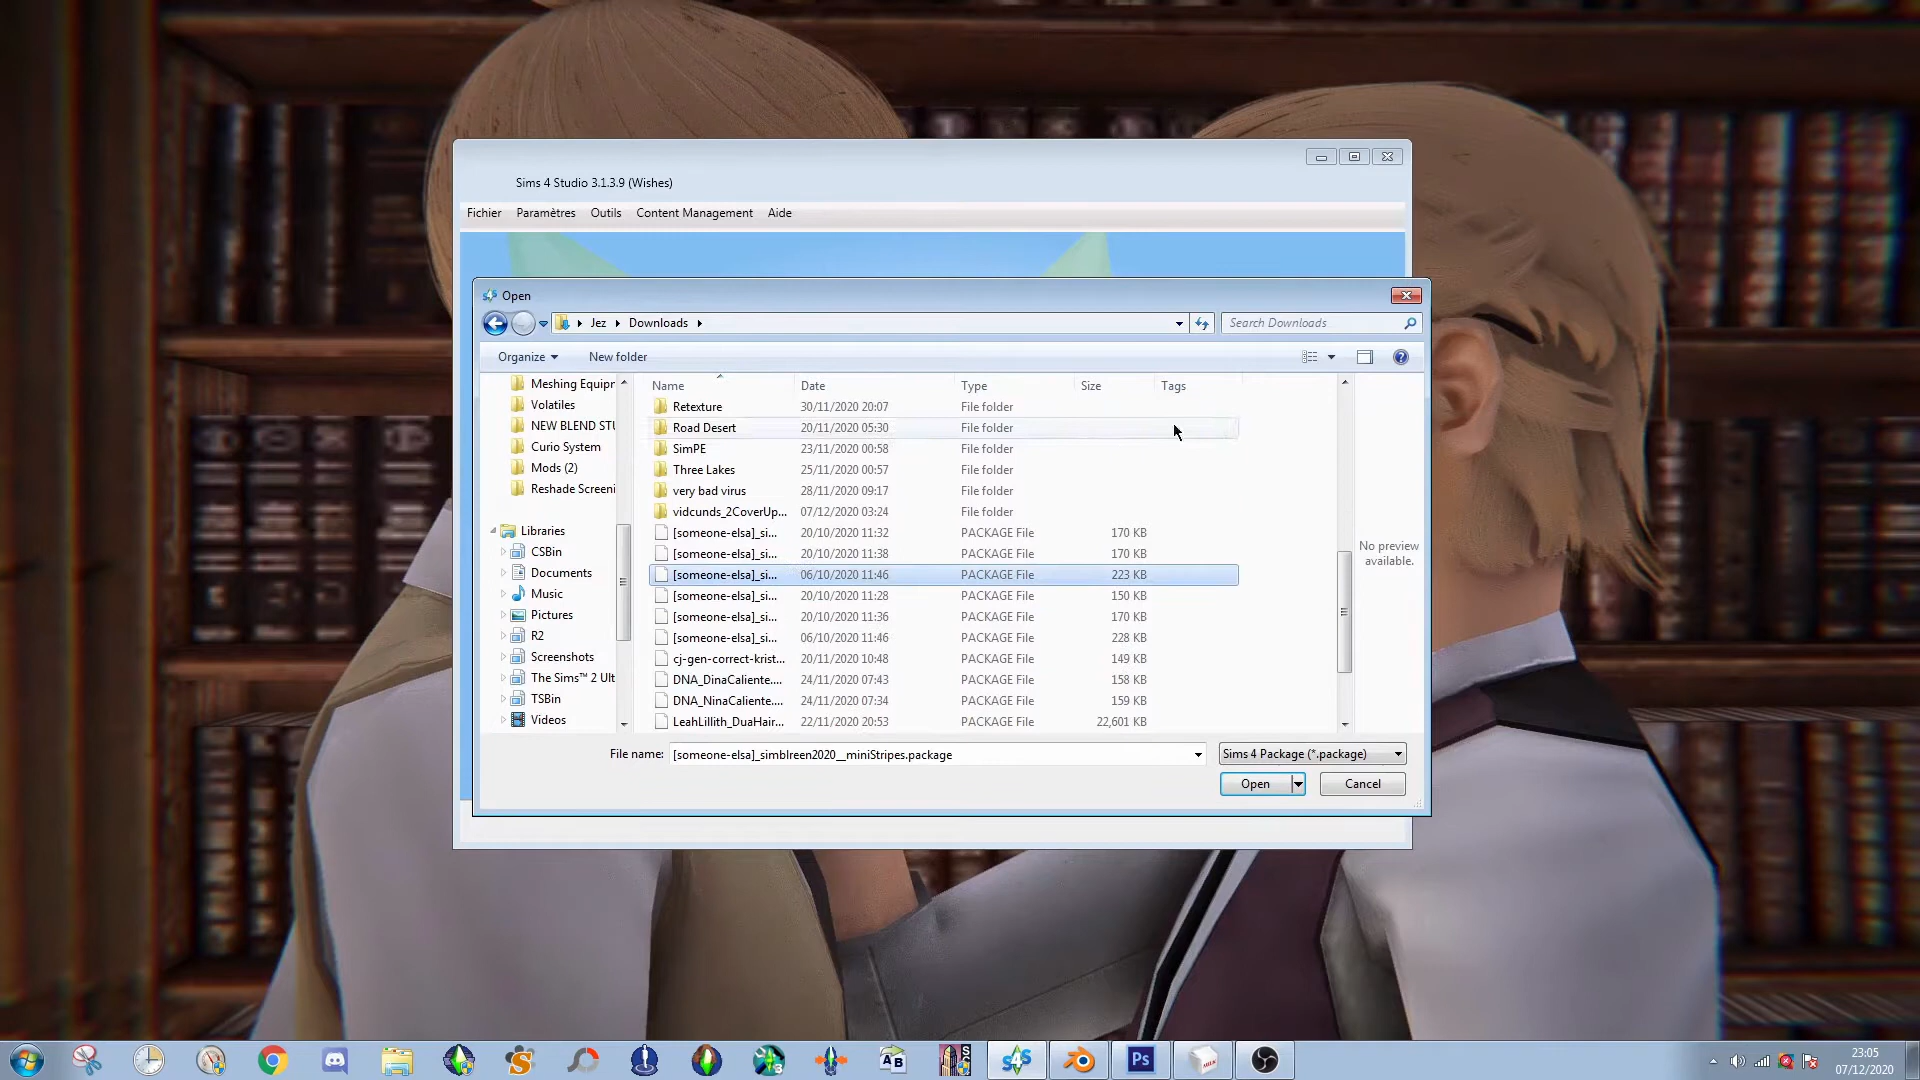 Sims 4 Studio 3.1.3.9 (Wishes)
Fichier Paramètres Outils Content Management Aide
Open
Jez Downloads
Search Downloads
Organize New folder
Name Date Type Size Tags
Meshing Equipr
Volatiles
NEW BLEND STU
Curio System
Mods (2)
Reshade Screeni
Libraries
CSBin
Documents
Music
Pictures
R2
Screenshots
The Sims™ 2 Ult
TSBin
Videos
Retexture 30/11/2020 20:07 File folder
Road Desert 20/11/2020 05:30 File folder
SimPE 23/11/2020 00:58 File folder
Three Lakes 25/11/2020 00:57 File folder
very bad virus 28/11/2020 09:17 File folder
vidcunds_2CoverUp... 07/12/2020 03:24 File folder
[someone-elsa]_si... 20/10/2020 11:32 PACKAGE File 170 KB
[someone-elsa]_si... 20/10/2020 11:38 PACKAGE File 170 KB
[someone-elsa]_si... 06/10/2020 11:46 PACKAGE File 223 KB
[someone-elsa]_si... 20/10/2020 11:28 PACKAGE File 150 KB
[someone-elsa]_si... 20/10/2020 11:36 PACKAGE File 170 KB
[someone-elsa]_si... 06/10/2020 11:46 PACKAGE File 228 KB
cj-gen-correct-krist... 20/11/2020 10:48 PACKAGE File 149 KB
DNA_DinaCaliente.... 24/11/2020 07:43 PACKAGE File 158 KB
DNA_NinaCaliente.... 24/11/2020 07:34 PACKAGE File 159 KB
LeahLillith_DuaHair... 22/11/2020 20:53 PACKAGE File 22,601 KB
No preview
available.
File name: [someone-elsa]_simblreen2020__miniStripes.package
Sims 4 Package (*.package)
Open Cancel
AB
Ps
23:05
07/12/2020